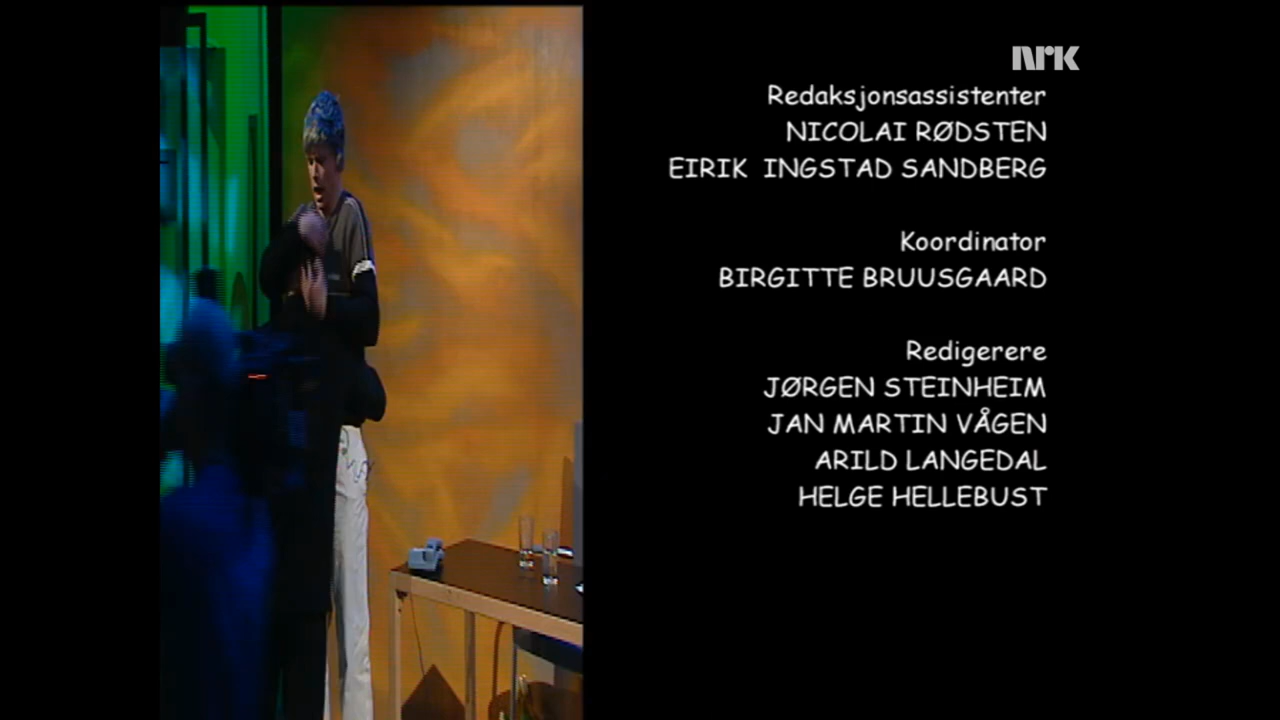 NRK
Redaksjonsassistenter
NICOLAI RØDSTEN
EIRIK INGSTAD SANDBERG
Koordinator
BIRGITTE BRUUSGAARD
Redigerere
JØRGEN STEINHEIM
JAN MARTIN VÅGEN
ARILD LANGEDAL
HELGE HELLEBUST